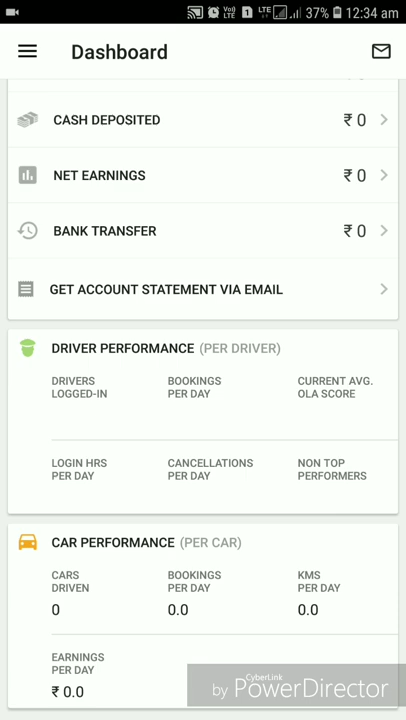 37% 12:34 am
Dashboard
CASH DEPOSITED ₹ 0
NET EARNINGS ₹ 0
BANK TRANSFER ₹ 0
GET ACCOUNT STATEMENT VIA EMAIL
DRIVER PERFORMANCE (PER DRIVER)
DRIVERS LOGGED-IN
BOOKINGS PER DAY
CURRENT AVG. OLA SCORE
LOGIN HRS PER DAY
CANCELLATIONS PER DAY
NON TOP PERFORMERS
CAR PERFORMANCE (PER CAR)
CARS DRIVEN
BOOKINGS PER DAY
KMS PER DAY
0 0.0 0.0
EARNINGS PER DAY
₹ 0.0
CyberLink
by PowerDirector